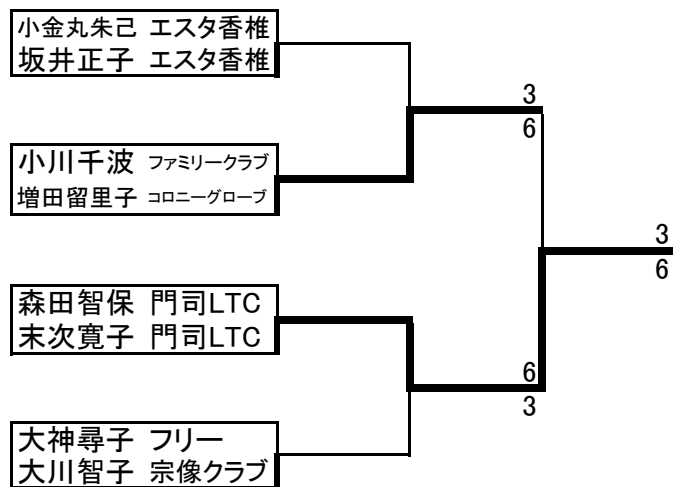 小金丸朱己 エスタ香椎
坂井正子 エスタ香椎
3
6
小川千波 ファミリークラブ
増田留里子 コロニーグローブ
3
6
森田智保 門司LTC
末次寛子 門司LTC
6
3
大神尋子 フリー
大川智子 宗像クラブ